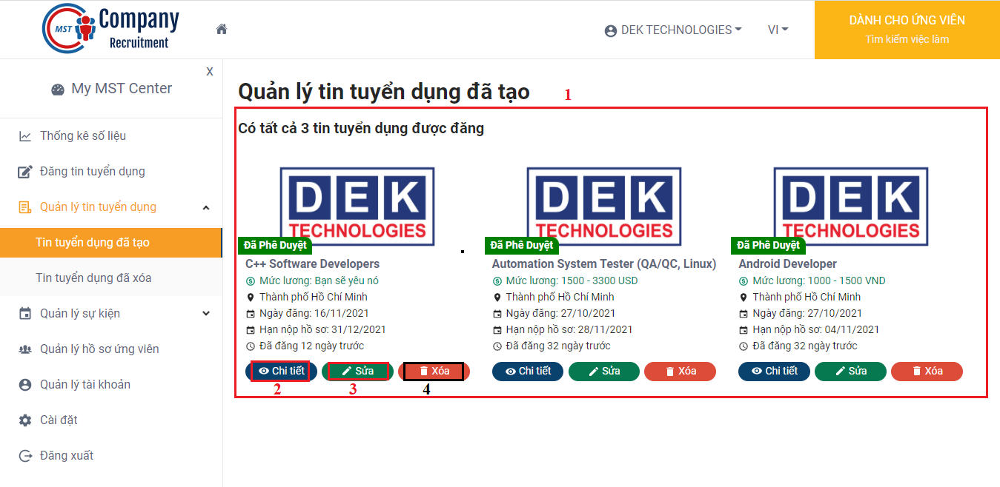 MST Company
Recruitment
DEK TECHNOLOGIES
VI
DÀNH CHO ỨNG VIÊN
Tìm kiếm việc làm
X
My MST Center
Thống kê số liệu
Đăng tin tuyển dụng
Quản lý tin tuyển dụng
Tin tuyển dụng đã tạo
Tin tuyển dụng đã xóa
Quản lý sự kiện
Quản lý hồ sơ ứng viên
Quản lý tài khoản
Cài đặt
Đăng xuất
Quản lý tin tuyển dụng đã tạo 1
Có tất cả 3 tin tuyển dụng được đăng
DEK
TECHNOLOGIES
Đã Phê Duyệt
C++ Software Developers
Mức lương: Bạn sẽ yêu nó
Thành phố Hồ Chí Minh
Ngày đăng: 16/11/2021
Hạn nộp hồ sơ: 31/12/2021
Đã đăng 12 ngày trước
Chi tiết Sửa Xóa
2 3 4
DEK
TECHNOLOGIES
Đã Phê Duyệt
Automation System Tester (QA/QC, Linux)
Mức lương: 1500 - 3300 USD
Thành phố Hồ Chí Minh
Ngày đăng: 27/10/2021
Hạn nộp hồ sơ: 28/11/2021
Đã đăng 32 ngày trước
Chi tiết Sửa Xóa
DEK
TECHNOLOGIES
Đã Phê Duyệt
Android Developer
Mức lương: 1000 - 1500 VND
Thành phố Hồ Chí Minh
Ngày đăng: 27/10/2021
Hạn nộp hồ sơ: 04/11/2021
Đã đăng 32 ngày trước
Chi tiết Sửa Xóa